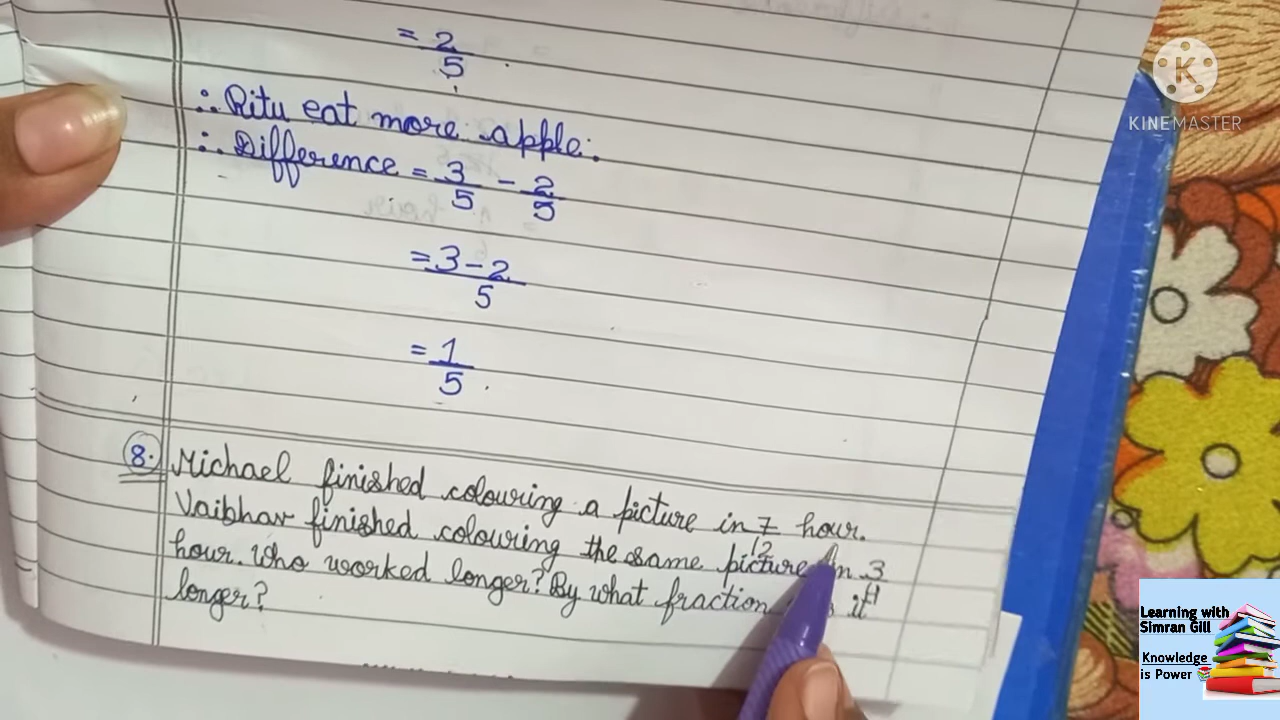 = 2/5.
∴ Ritu eat more apple.
∴ Difference = 3/5 - 2/5
= 3-2/5
= 1/5.
8. Michael finished colouring a picture in 7/12 hour.
Vaibhav finished colouring the same picture in 3/4
hour. Who worked longer? By what fraction it
longer?
K
KINEMASTER
Learning with
Simran Gill
Knowledge
is Power